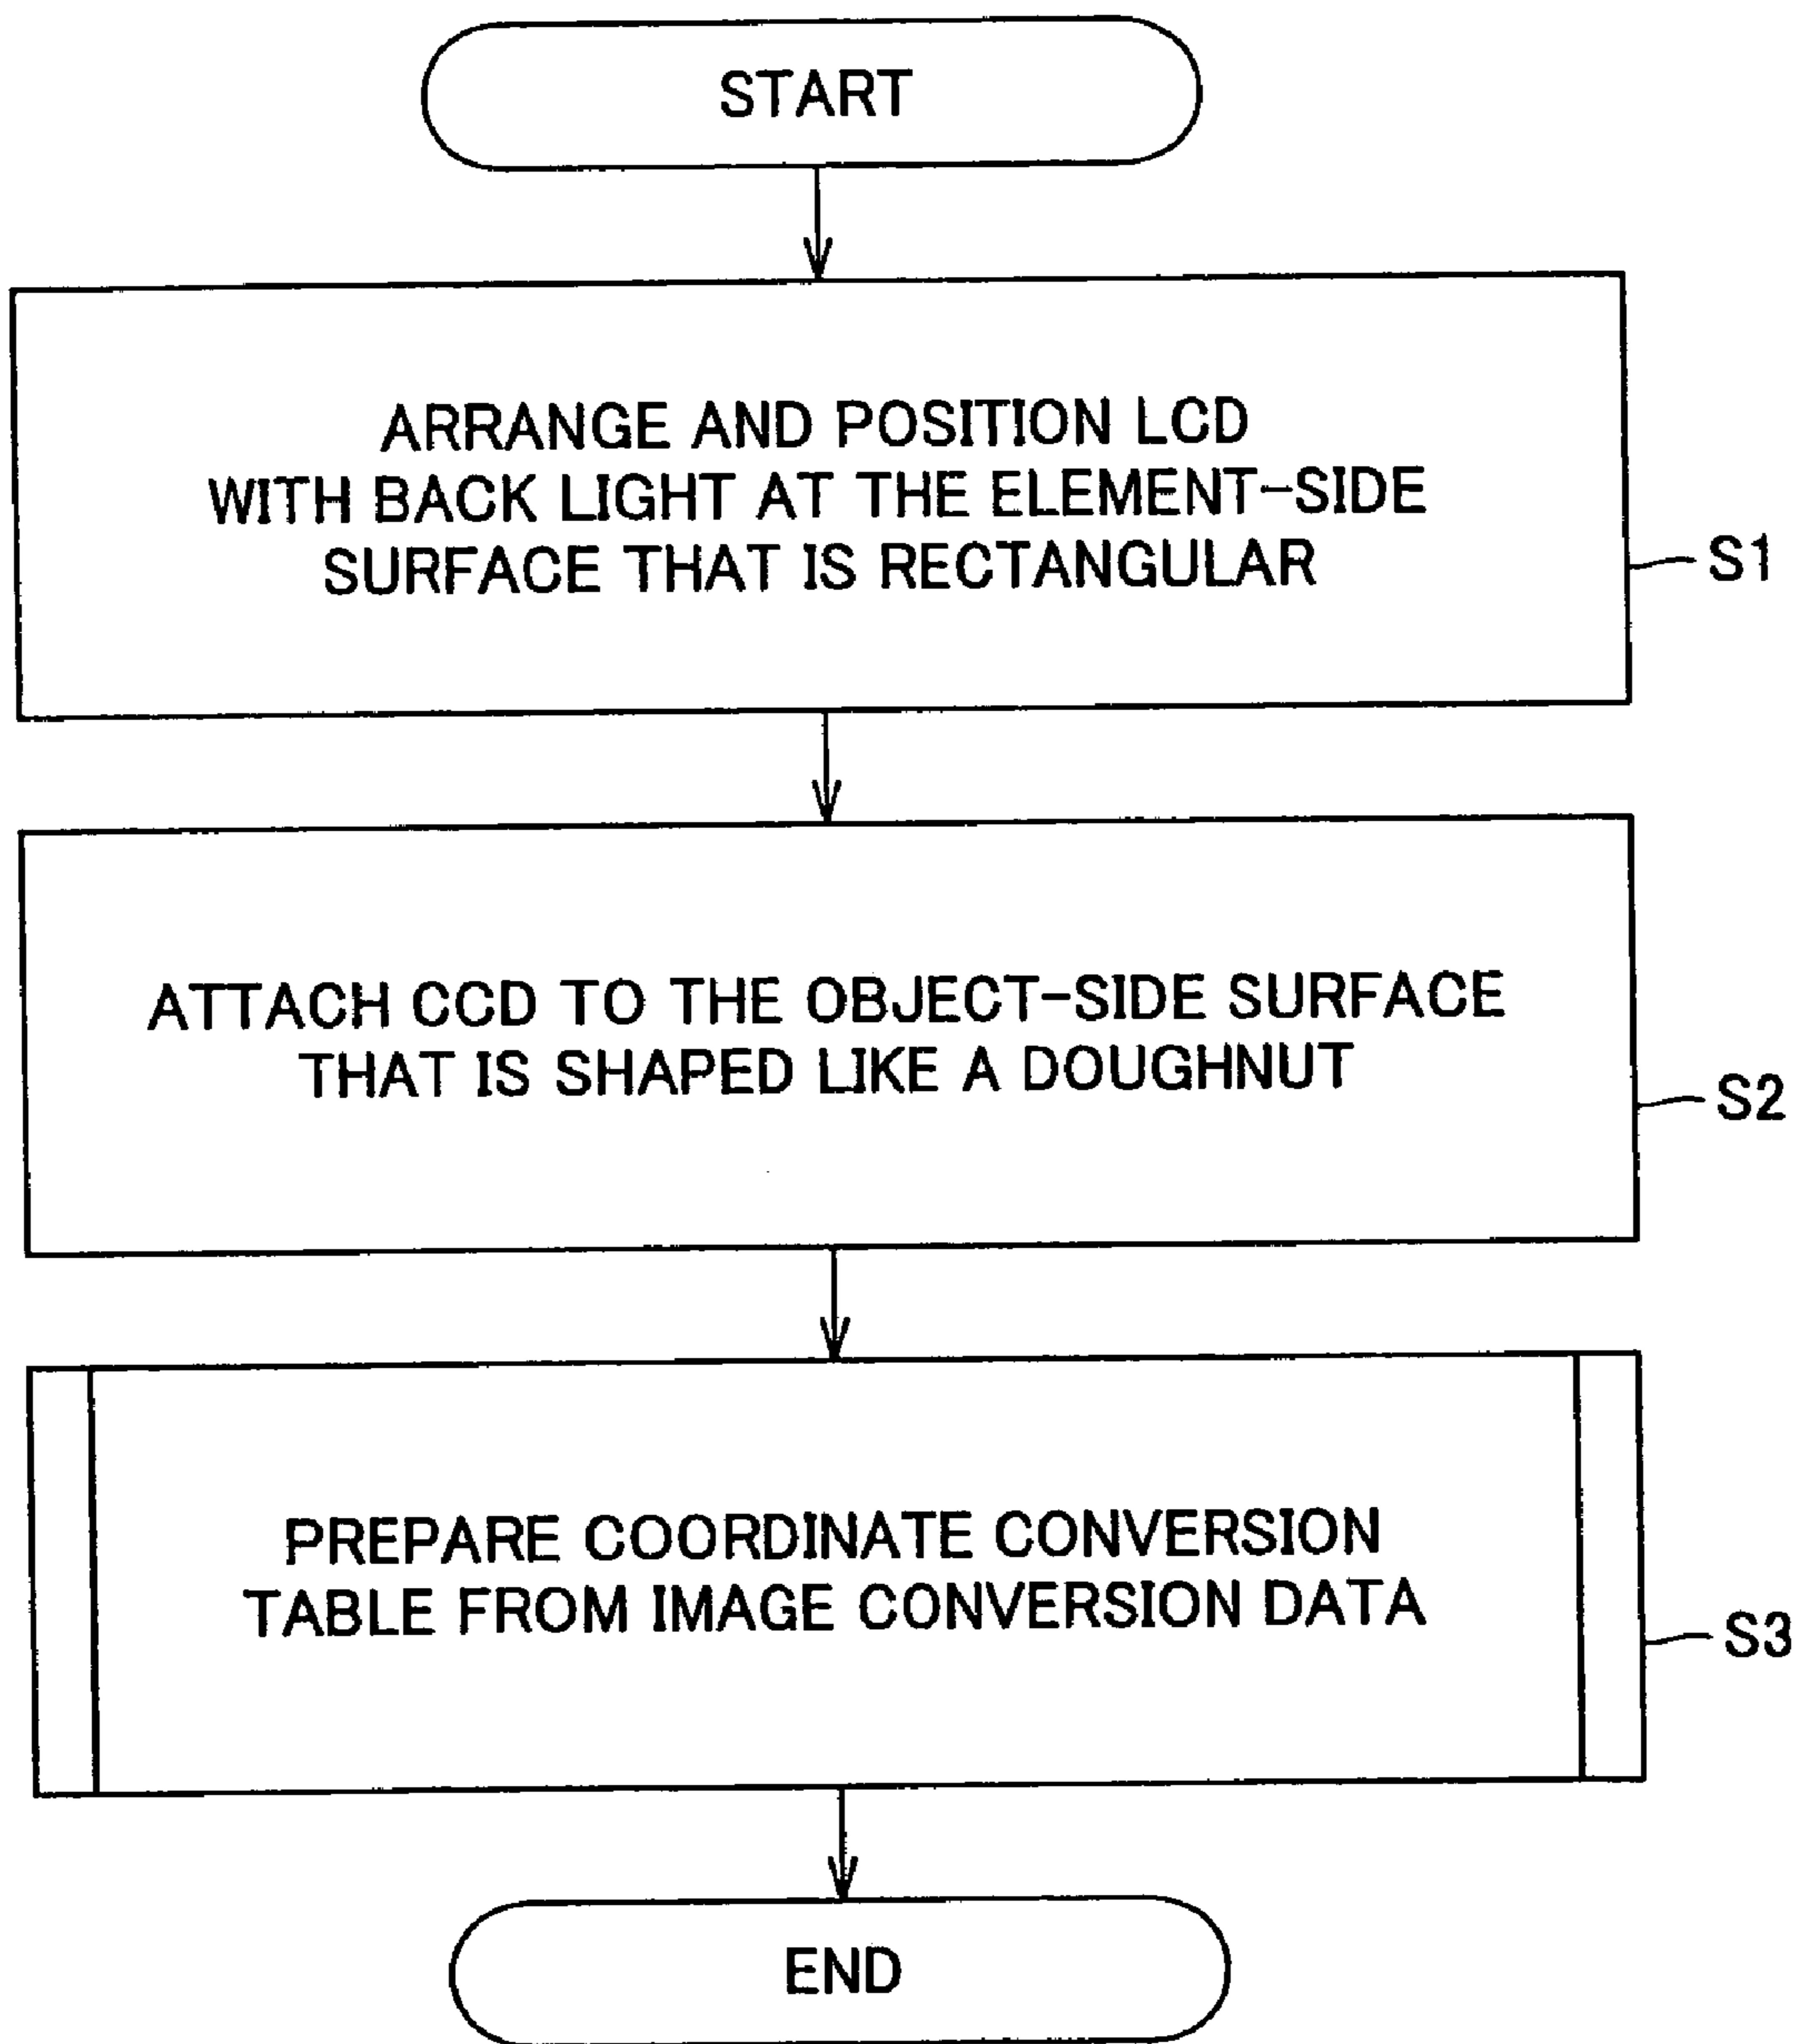 START
ARRANGE AND POSITION LCD
WITH BACK LIGHT AT THE ELEMENT-SIDE
SURFACE THAT IS RECTANGULAR
S1
ATTACH CCD TO THE OBJECT-SIDE SURFACE
THAT IS SHAPED LIKE A DOUGHNUT
S2
PREPARE COORDINATE CONVERSION
TABLE FROM IMAGE CONVERSION DATA
S3
END